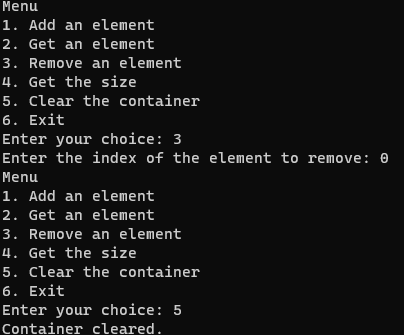 Menu
1. Add an element
2. Get an element
3. Remove an element
4. Get the size
5. Clear the container
6. Exit
Enter your choice: 3
Enter the index of the element to remove: 0
Menu
1. Add an element
2. Get an element
3. Remove an element
4. Get the size
5. Clear the container
6. Exit
Enter your choice: 5
Container cleared.